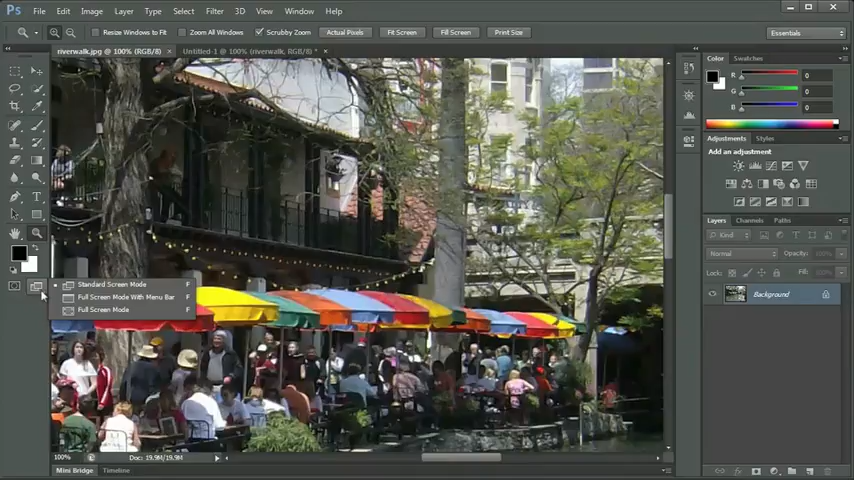 Ps File Edit Image Layer Type Select Filter 3D View Window Help
Resize Windows to Fit Zoom All Windows Scrubby Zoom Actual Pixels Fit Screen Fill Screen Print Size Essentials
riverwalk.jpg @ 100% (RGB/8) × Untitled-1 @ 100% (riverwalk, RGB/8) * ×
Color Swatches
R 0
G 0
B 0
Adjustments Styles
Add an adjustment
Layers Channels Paths
Kind
Normal Opacity: 100%
Lock: Fill: 100%
Background
Standard Screen Mode F
Full Screen Mode With Menu Bar F
Full Screen Mode F
100% Doc: 19.9M/19.9M
Mini Bridge Timeline